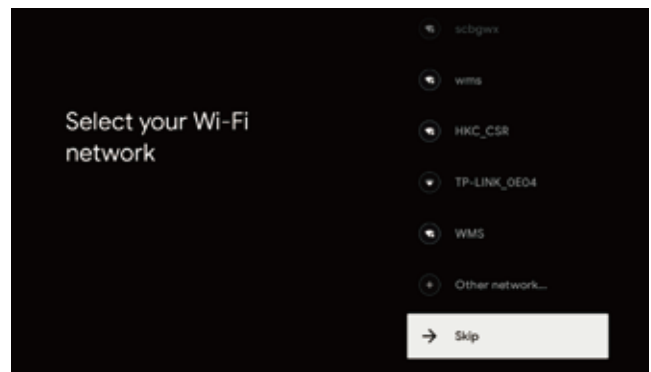 Select your Wi-Fi
network
scbgwx
wms
HKC_CSR
TP-LINK_0E04
WMS
Other network...
Skip